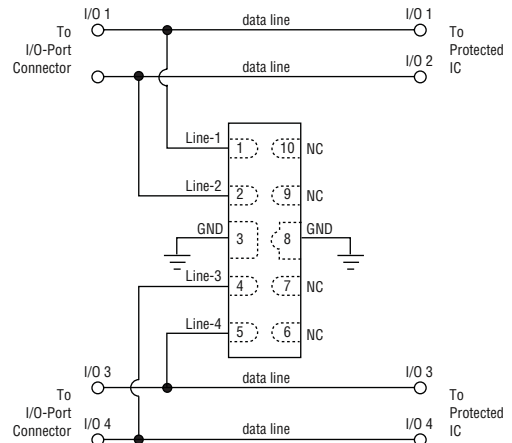 I/O 1
data line
I/O 1
To
I/O-Port
Connector
To
Protected
IC
data line
I/O 2
Line-1
1
10
NC
Line-2
2
9
NC
GND
3
8
GND
Line-3
4
7
NC
Line-4
5
6
NC
I/O 3
data line
I/O 3
To
I/O-Port
Connector
To
Protected
IC
I/O 4
data line
I/O 4